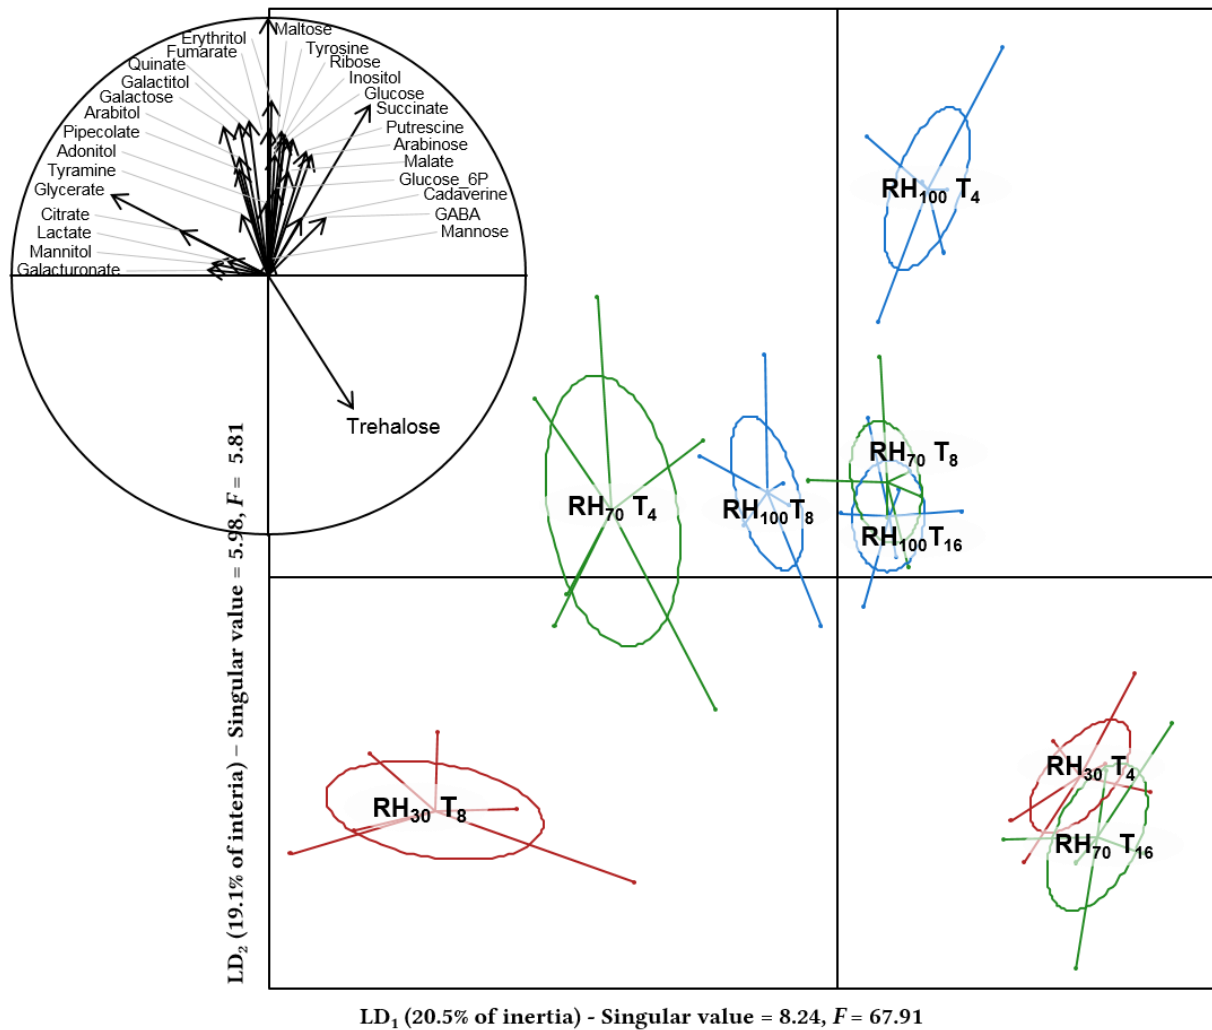 Maltose
Erythritol
Tyrosine
Fumarate
Ribose
Quinate
Inositol
Galactitol
Glucose
Galactose
Succinate
Arabitol
Putrescine
Pipecolate
Arabinose
Adonitol
Malate
Tyramine
Glucose_6P
Glycerate
Cadaverine
Citrate
GABA
Lactate
Mannose
Mannitol
Galacturonate
Trehalose
RH100 T4
RH70 T8
RH70 T4
RH100 T8
RH100 T16
RH30 T4
RH30 T8
RH70 T16
LD2 (19.1% of interia) – Singular value = 5.98, F = 5.81
LD1 (20.5% of inertia) - Singular value = 8.24, F = 67.91